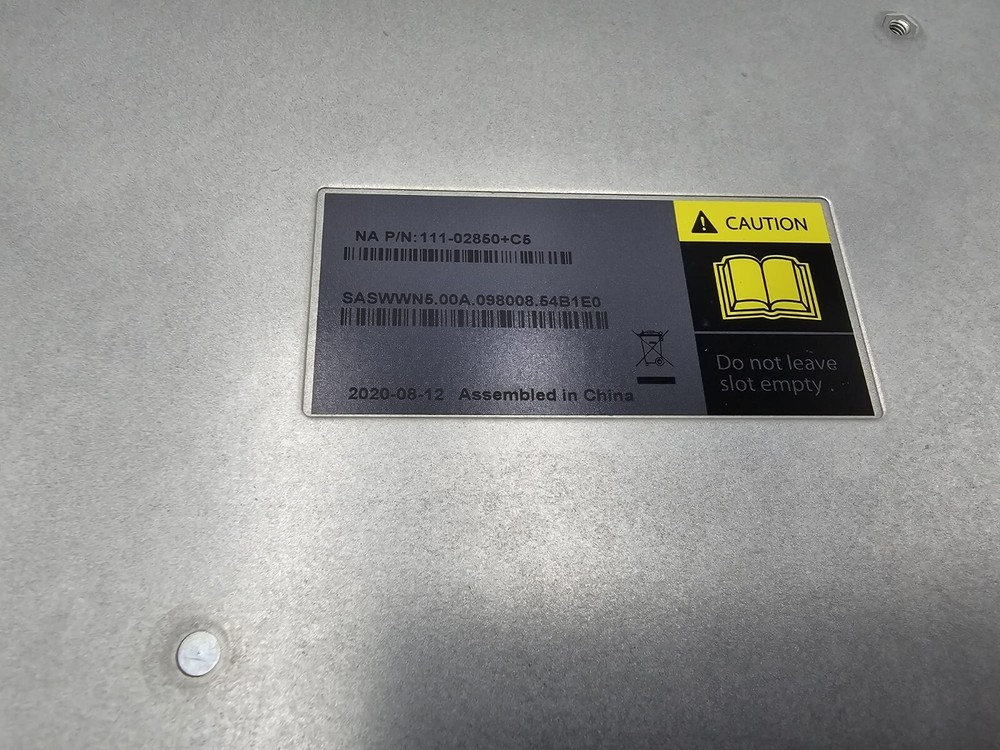 NA P/N:111-02850+C5
SASWWN5.00A.098008.54B1E0
2020-08-12 Assembled in China
CAUTION
Do not leave
slot empty.